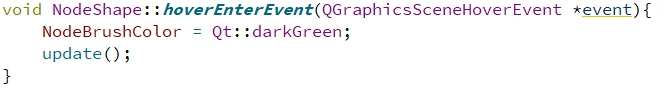 void NodeShape::hoverEnterEvent(QGraphicsSceneHoverEvent *event){
    NodeBrushColor = Qt::darkGreen;
    update();
}